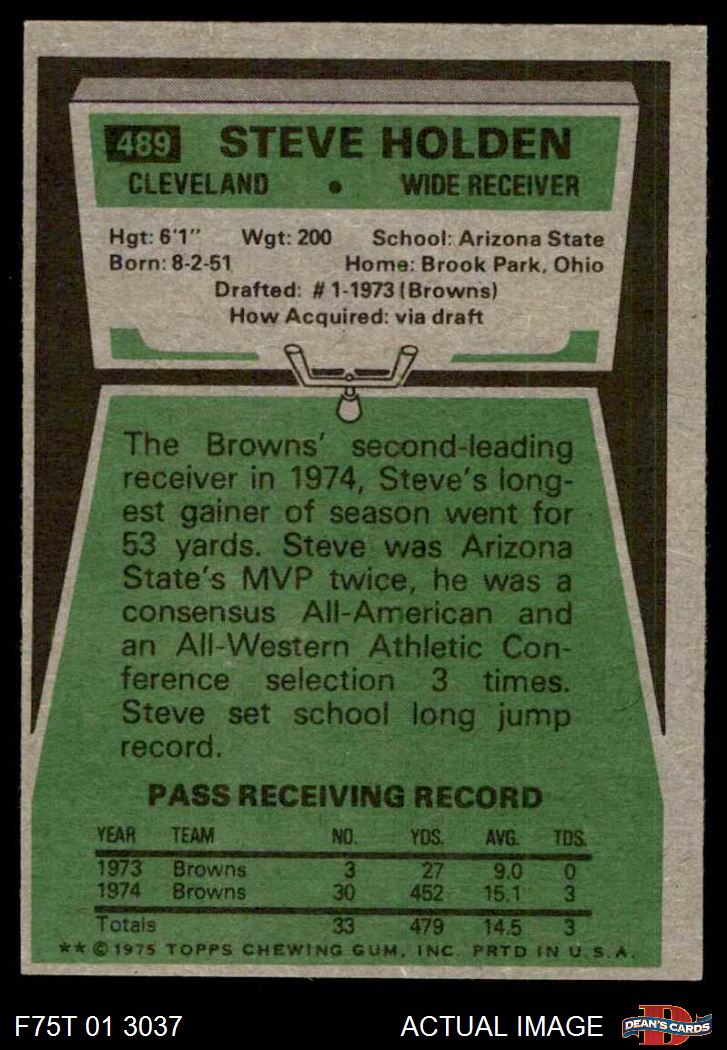 489 STEVE HOLDEN
CLEVELAND • WIDE RECEIVER
Hgt: 6'1" Wgt: 200 School: Arizona State
Born: 8-2-51 Home: Brook Park, Ohio
Drafted: #1-1973 (Browns)
How Acquired: via draft
The Browns' second-leading
receiver in 1974, Steve's long-
est gainer of season went for
53 yards. Steve was Arizona
State's MVP twice, he was a
consensus All-American and
an All-Western Athletic Con-
ference selection 3 times.
Steve set school long jump
record.
PASS RECEIVING RECORD
YEAR TEAM NO. YDS. AVG. TDS.
1973 Browns 3 27 9.0 0
1974 Browns 30 452 15.1 3
Totals 33 479 14.5 3
** © 1975 TOPPS CHEWING GUM, INC. PRTD IN U.S.A.
F75T 01 3037 ACTUAL IMAGE D DEAN'S CARDS